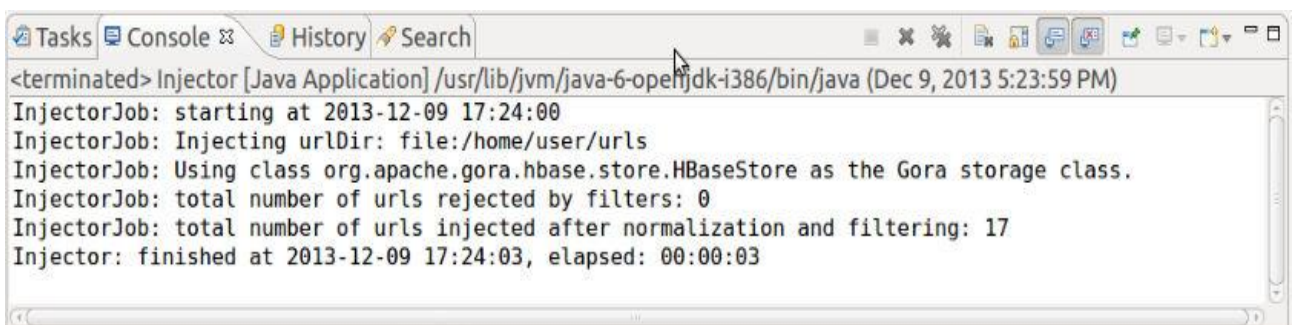 Tasks Console History Search
<terminated> Injector [Java Application] /usr/lib/jvm/java-6-openjdk-i386/bin/java (Dec 9, 2013 5:23:59 PM)
InjectorJob: starting at 2013-12-09 17:24:00
InjectorJob: Injecting urlDir: file:/home/user/urls
InjectorJob: Using class org.apache.gora.hbase.store.HBaseStore as the Gora storage class.
InjectorJob: total number of urls rejected by filters: 0
InjectorJob: total number of urls injected after normalization and filtering: 17
Injector: finished at 2013-12-09 17:24:03, elapsed: 00:00:03